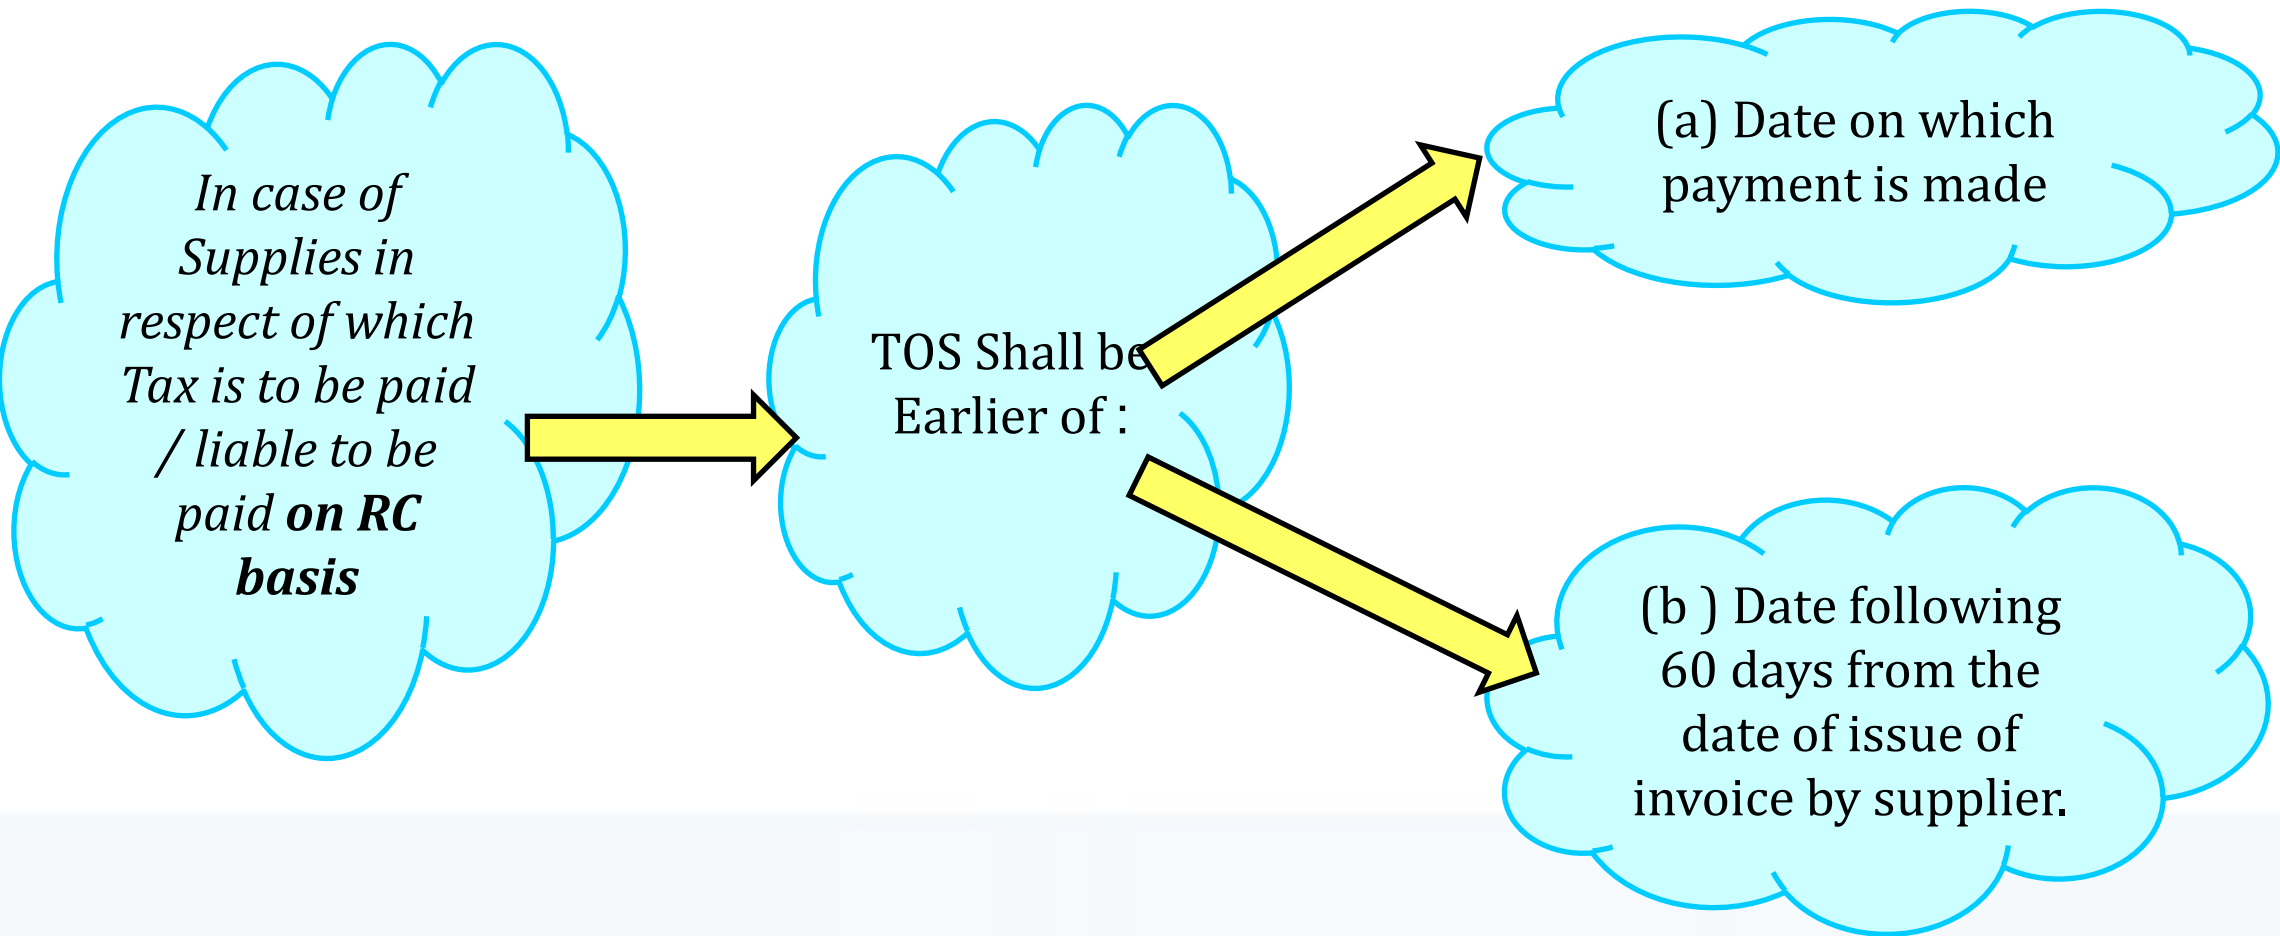 In case of
Supplies in
respect of which
Tax is to be paid
/ liable to be
paid on RC
basis
TOS Shall be
Earlier of :
(a) Date on which
payment is made
(b ) Date following
60 days from the
date of issue of
invoice by supplier.